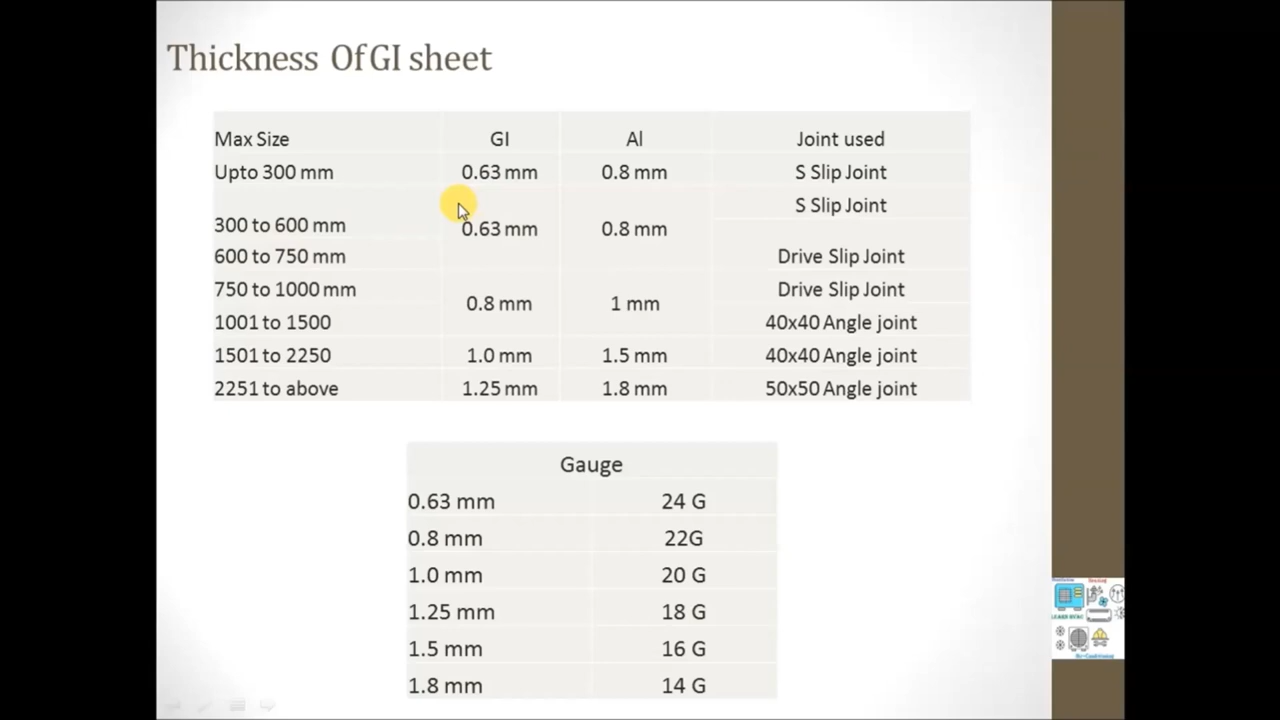 Thickness Of GI sheet
Max Size GI Al Joint used
Upto 300 mm 0.63 mm 0.8 mm S Slip Joint
S Slip Joint
300 to 600 mm 0.63 mm 0.8 mm
600 to 750 mm Drive Slip Joint
750 to 1000 mm Drive Slip Joint
0.8 mm 1 mm
1001 to 1500 40x40 Angle joint
1501 to 2250 1.0 mm 1.5 mm 40x40 Angle joint
2251 to above 1.25 mm 1.8 mm 50x50 Angle joint
Gauge
0.63 mm 24 G
0.8 mm 22G
1.0 mm 20 G
1.25 mm 18 G
1.5 mm 16 G
1.8 mm 14 G
Heating
LEARN HVAC
Air-Conditioning